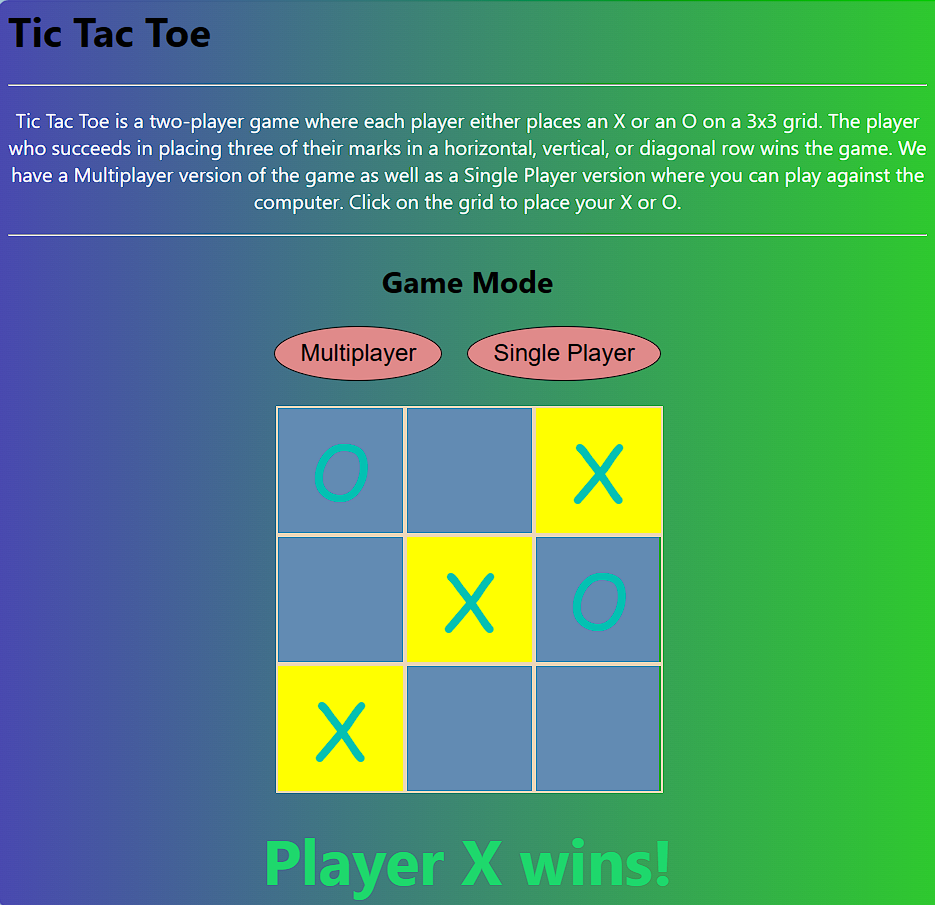 Tic Tac Toe
Tic Tac Toe is a two-player game where each player either places an X or an O on a 3x3 grid. The player
who succeeds in placing three of their marks in a horizontal, vertical, or diagonal row wins the game. We
have a Multiplayer version of the game as well as a Single Player version where you can play against the
computer. Click on the grid to place your X or O.
Game Mode
Multiplayer Single Player
O X
X O
X
Player X wins!